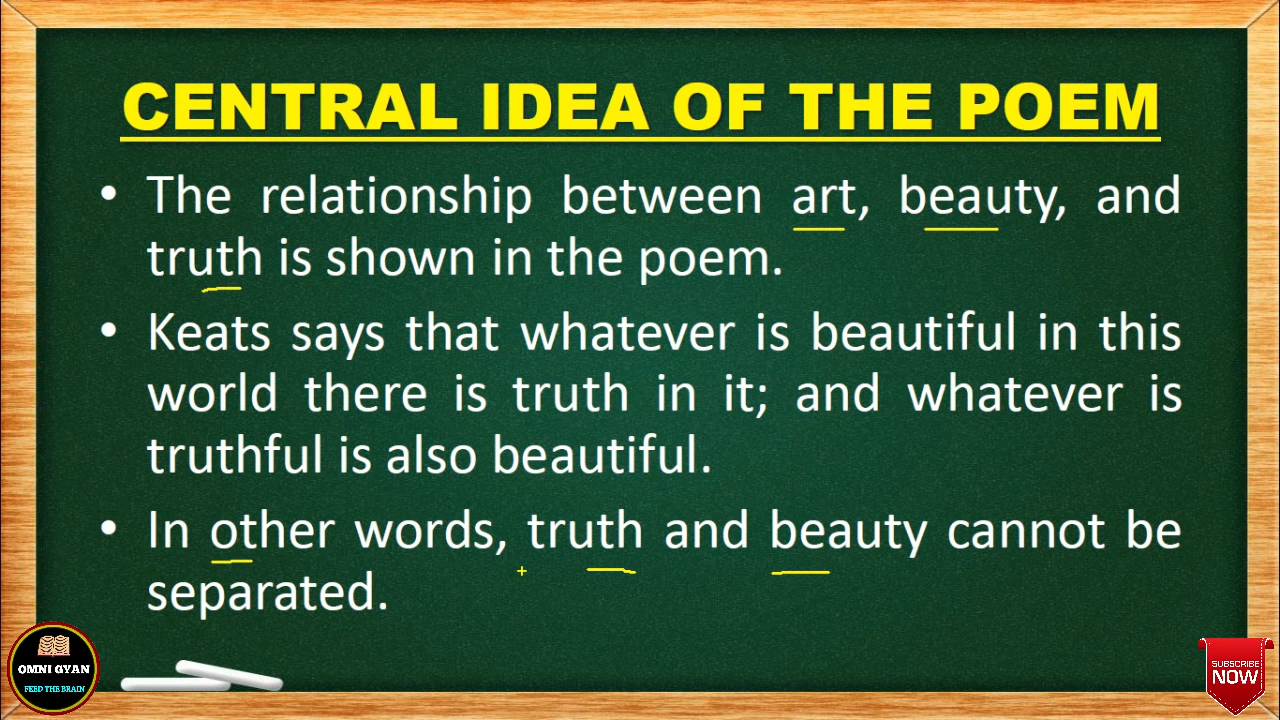 CENTRAL IDEA OF THE POEM
• The relationship between art, beauty, and
truth is shown in the poem.
• Keats says that whatever is beautiful in this
world there is truth in it; and whatever is
truthful is also beautiful.
• In other words, truth and beauty cannot be
separated.
OMNI GYAN
FEED THE BRAIN
SUBSCRIBE
NOW